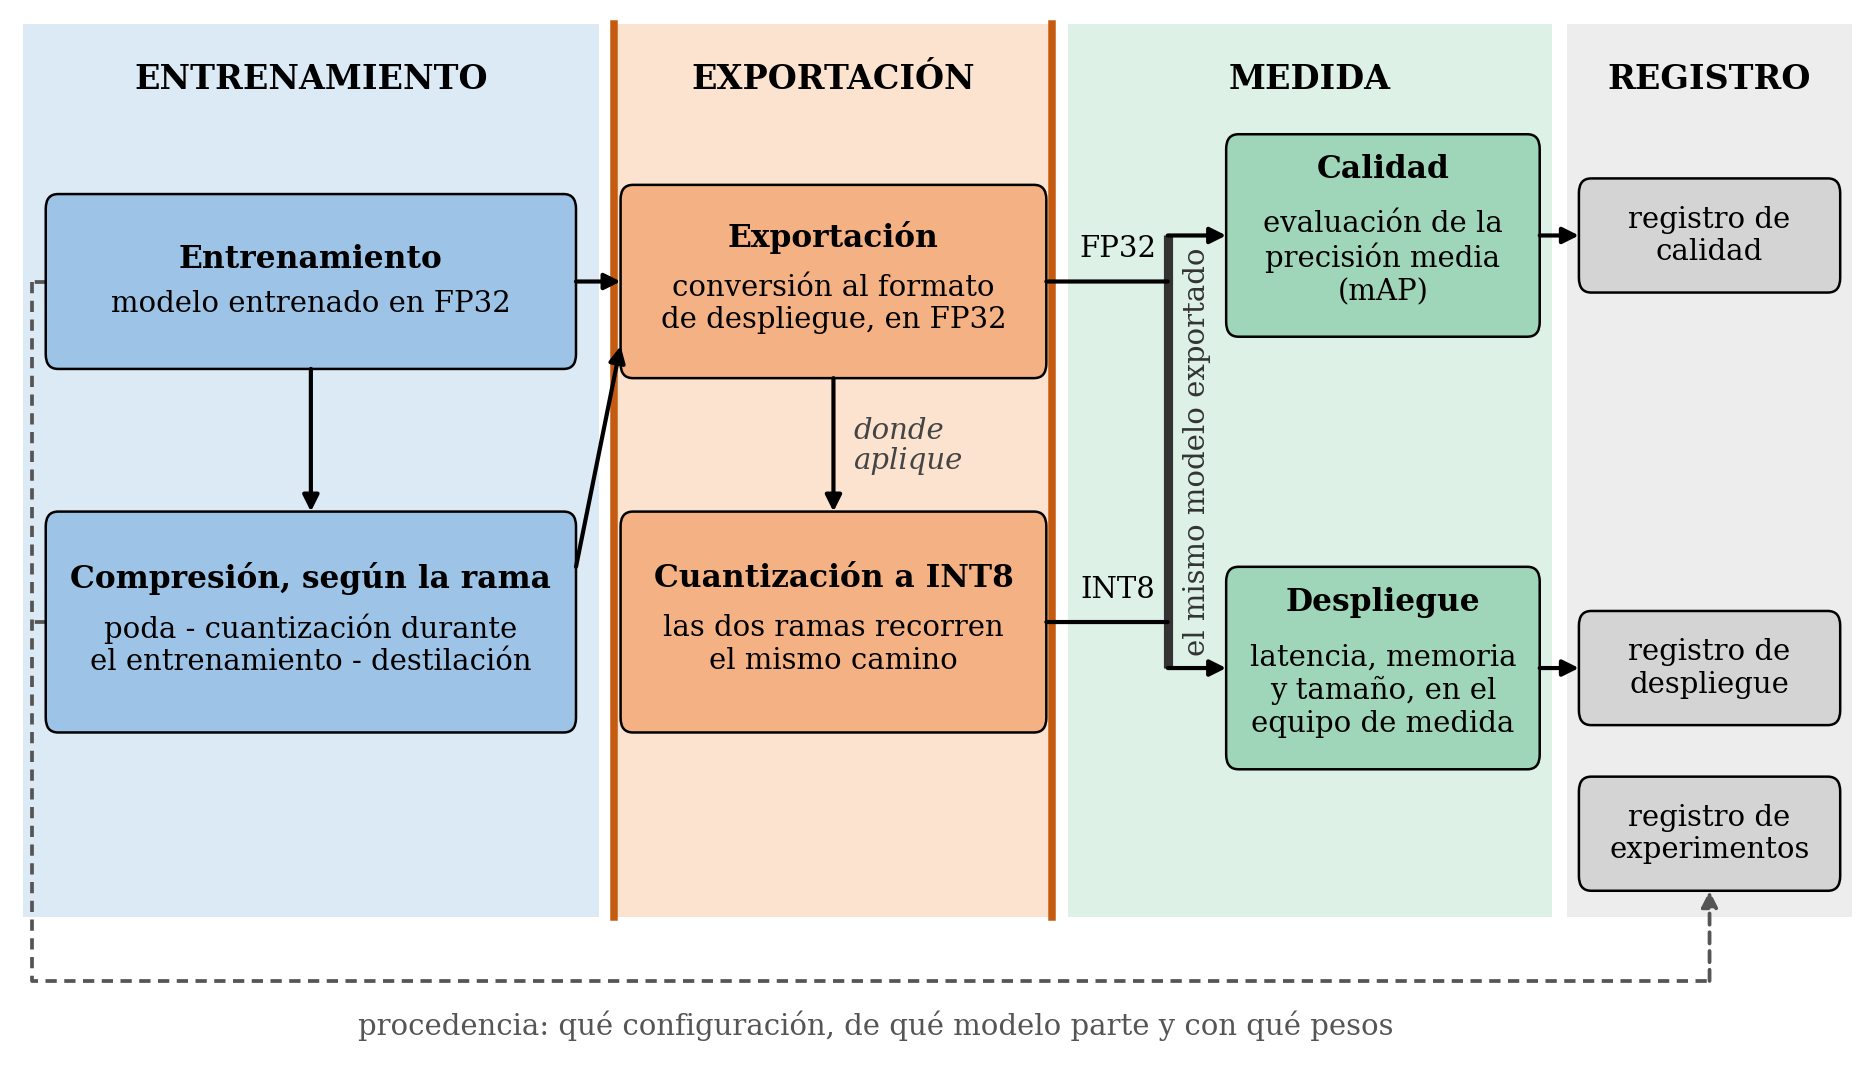 ENTRENAMIENTO
EXPORTACIÓN
MEDIDA
REGISTRO
Entrenamiento
modelo entrenado en FP32
Compresión, según la rama
poda - cuantización durante
el entrenamiento - destilación
Exportación
conversión al formato
de despliegue, en FP32
donde
aplique
Cuantización a INT8
las dos ramas recorren
el mismo camino
FP32
INT8
el mismo modelo exportado
Calidad
evaluación de la
precisión media
(mAP)
Despliegue
latencia, memoria
y tamaño, en el
equipo de medida
registro de
calidad
registro de
despliegue
registro de
experimentos
procedencia: qué configuración, de qué modelo parte y con qué pesos